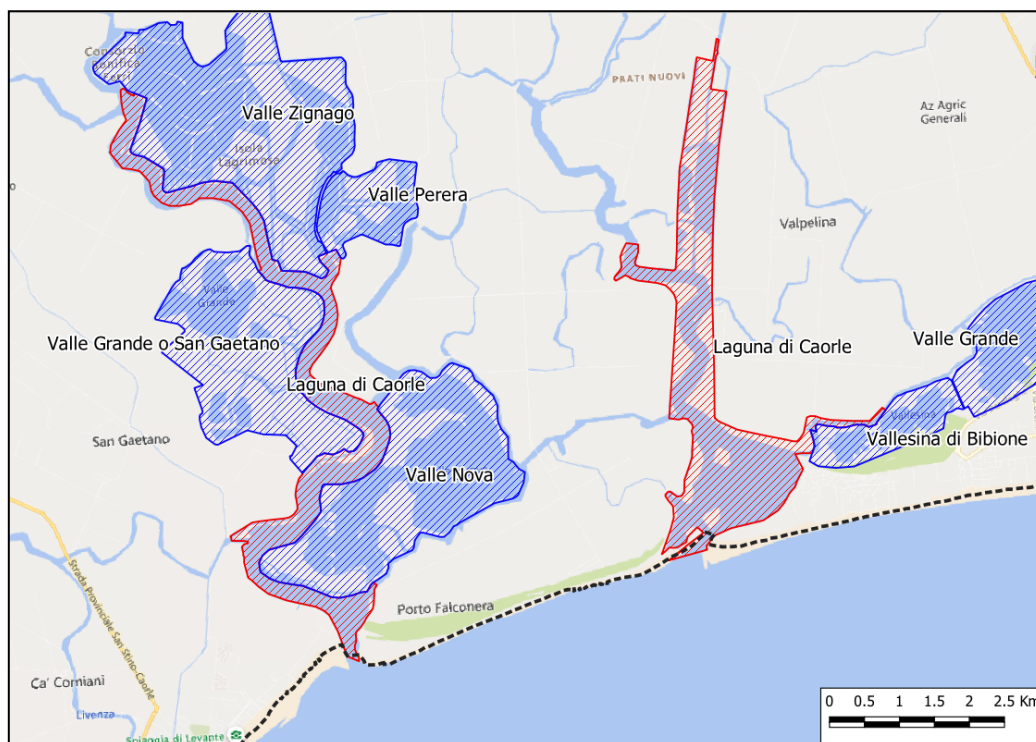 Consorzio
Bonifica
Terci
PRATI NUOVI
Az Agric
Generali
Valle Zignago
Isola
Lagrimosa
Valle Perera
Valpelina
Valle
Grande
Valle Grande o San Gaetano
Laguna di Caorle
Laguna di Caorle
Valle Grande
Vallesina
Vallesina di Bibione
San Gaetano
Valle Nova
Strada Provinciale San Stino-Caorle
Porto Falconera
Ca' Corniani
Livenza
Spiaggia di Levante
0 0.5 1 1.5 2 2.5 Km